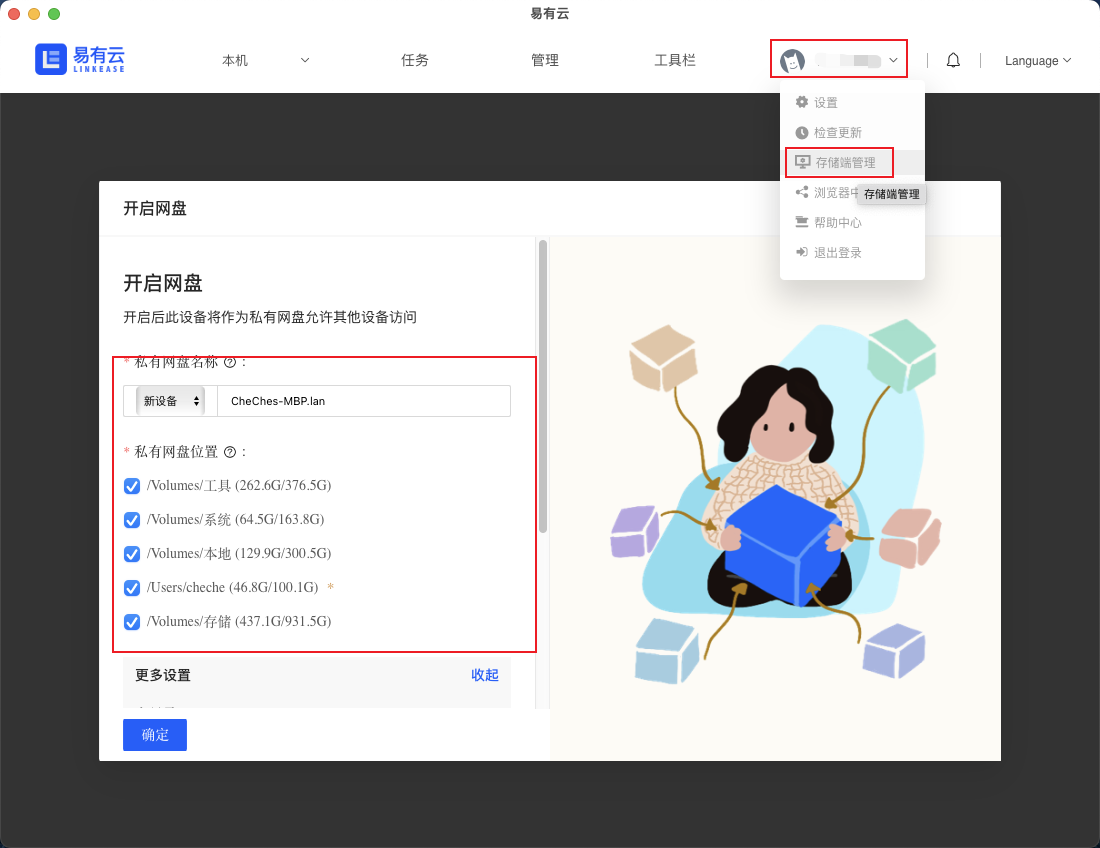 易有云
易有云
LINKEASE
本机
任务
管理
工具栏
Language
设置
检查更新
存储端管理
浏览器中
存储端管理
帮助中心
退出登录
开启网盘
开启网盘
开启后此设备将作为私有网盘允许其他设备访问
* 私有网盘名称 ? :
新设备
CheChes-MBP.lan
* 私有网盘位置 ? :
/Volumes/工具 (262.6G/376.5G)
/Volumes/系统 (64.5G/163.8G)
/Volumes/本地 (129.9G/300.5G)
/Users/cheche (46.8G/100.1G) *
/Volumes/存储 (437.1G/931.5G)
更多设置
收起
确定